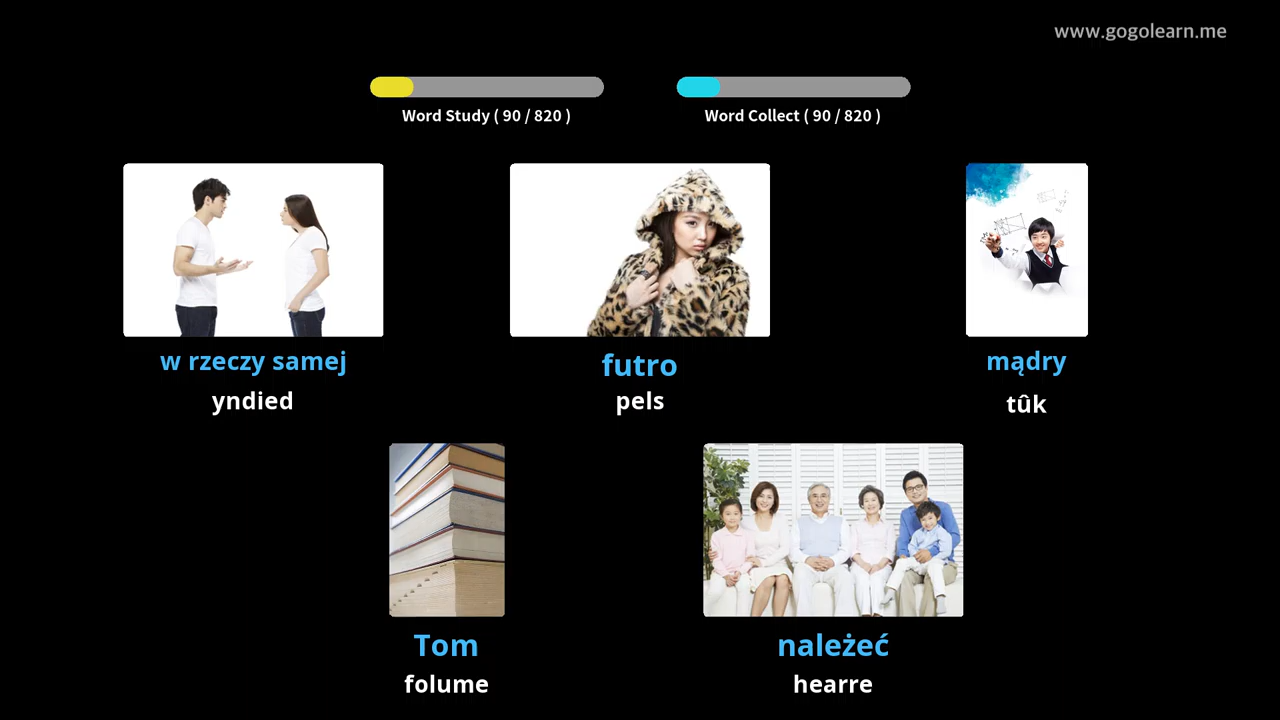 www.gogolearn.me
Word Study ( 90 / 820 )
Word Collect ( 90 / 820 )
w rzeczy samej
yndied
futro
pels
mądry
tûk
Tom
folume
należeć
hearre